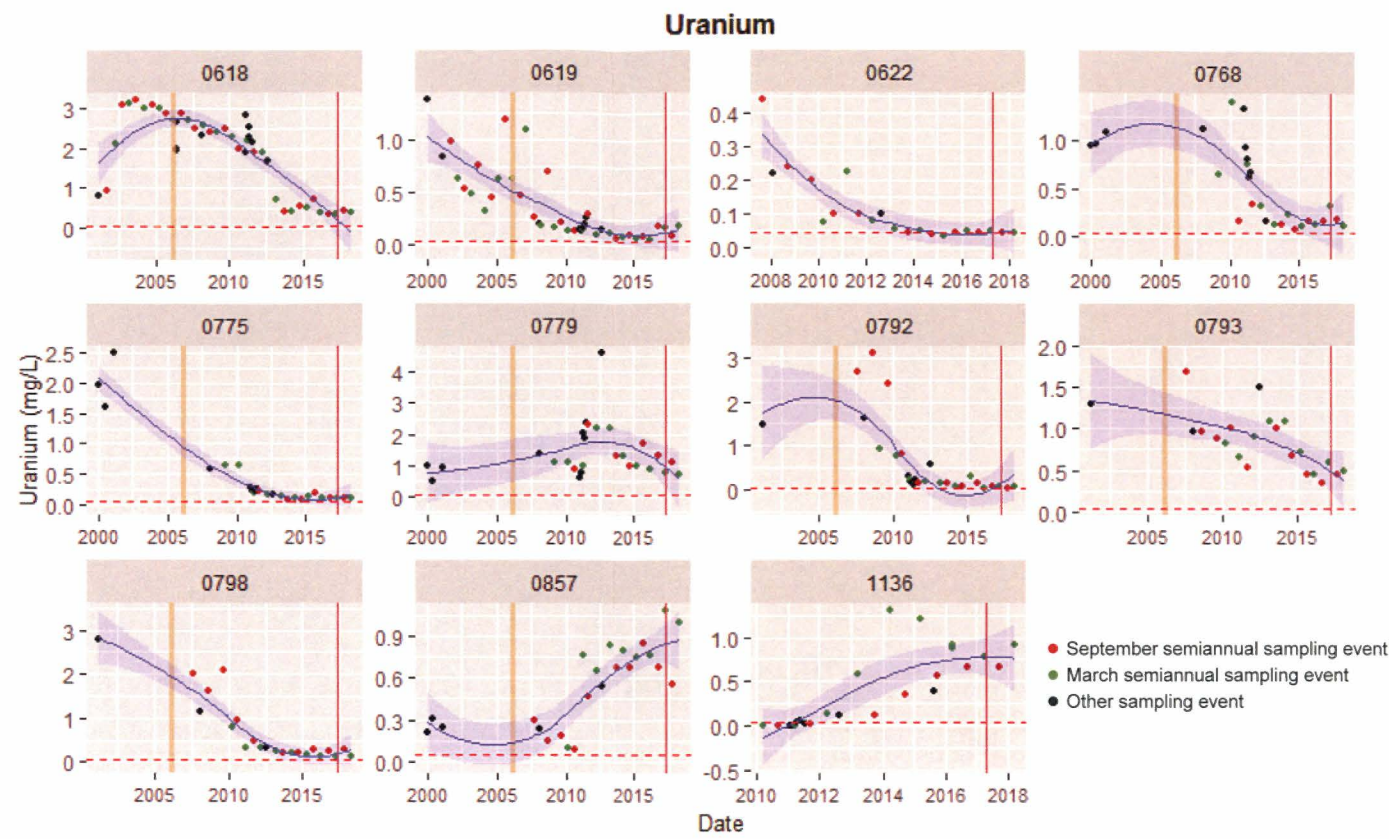 Uranium
0618 0619 0622 0768
3 2 1 0
1.0 0.5 0.0
0.4 0.3 0.2 0.1 0.0
1.0 0.5 0.0
2005 2010 2015
2000 2005 2010 2015
2008 2010 2012 2014 2016 2018
2000 2005 2010 2015
Uranium (mg/L)
0775 0779 0792 0793
2.5 2.0 1.5 1.0 0.5 0.0
4 3 2 1 0
3 2 1 0
2.0 1.5 1.0 0.5 0.0
2000 2005 2010 2015
2000 2005 2010 2015
2005 2010 2015
2005 2010 2015
0798 0857 1136
3 2 1 0
0.9 0.6 0.3 0.0
1.0 0.5 0.0 -0.5
2005 2010 2015
2000 2005 2010 2015
2010 2012 2014 2016 2018
Date
September semiannual sampling event
March semiannual sampling event
Other sampling event